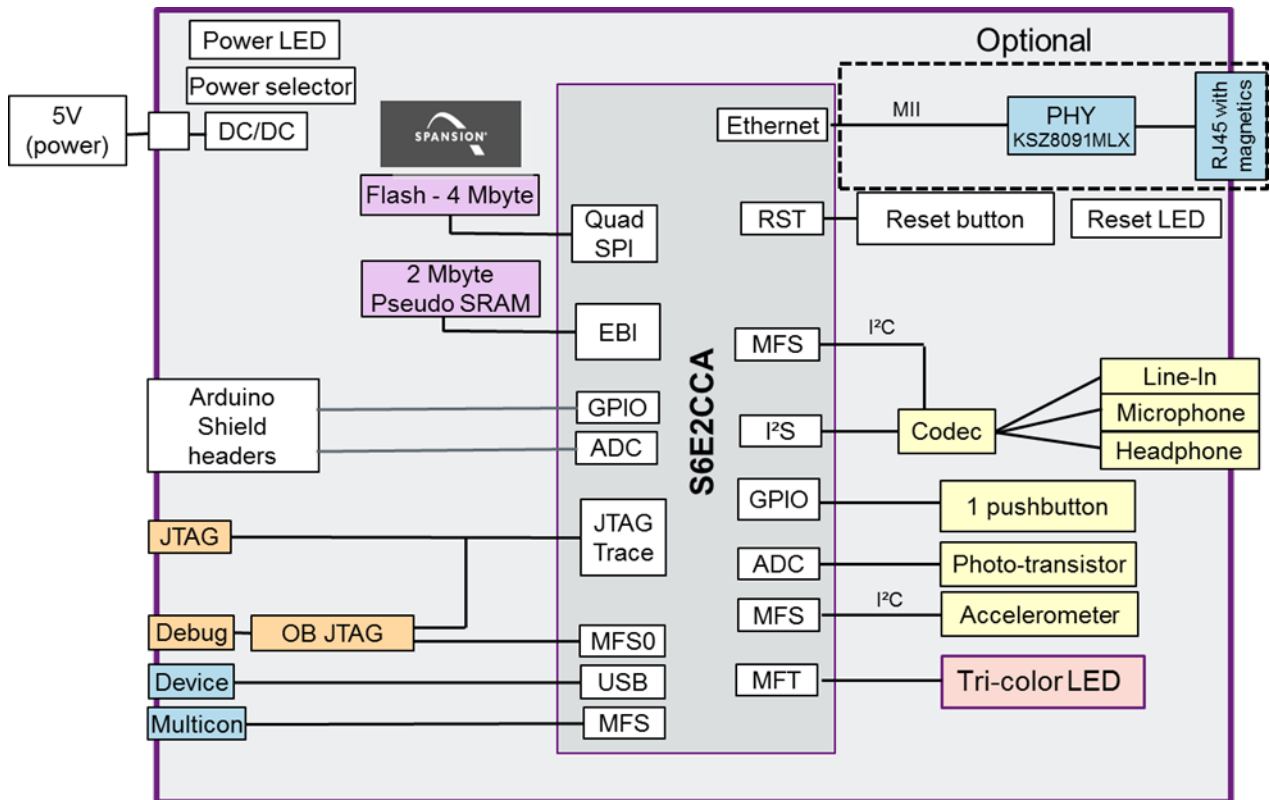 Power LED
Power selector
5V
(power)
DC/DC
SPANSION®
Flash - 4 Mbyte
2 Mbyte
Pseudo SRAM
Arduino
Shield
headers
JTAG
Debug
OB JTAG
Device
Multicon
Quad
SPI
EBI
GPIO
ADC
JTAG
Trace
MFS0
USB
MFS
S6E2CCA
Optional
Ethernet
MII
PHY
KSZ8091MLX
RJ45 with
magnetics
RST
Reset button
Reset LED
MFS
I²C
I²S
Codec
Line-In
Microphone
Headphone
GPIO
1 pushbutton
ADC
Photo-transistor
MFS
I²C
Accelerometer
MFT
Tri-color LED